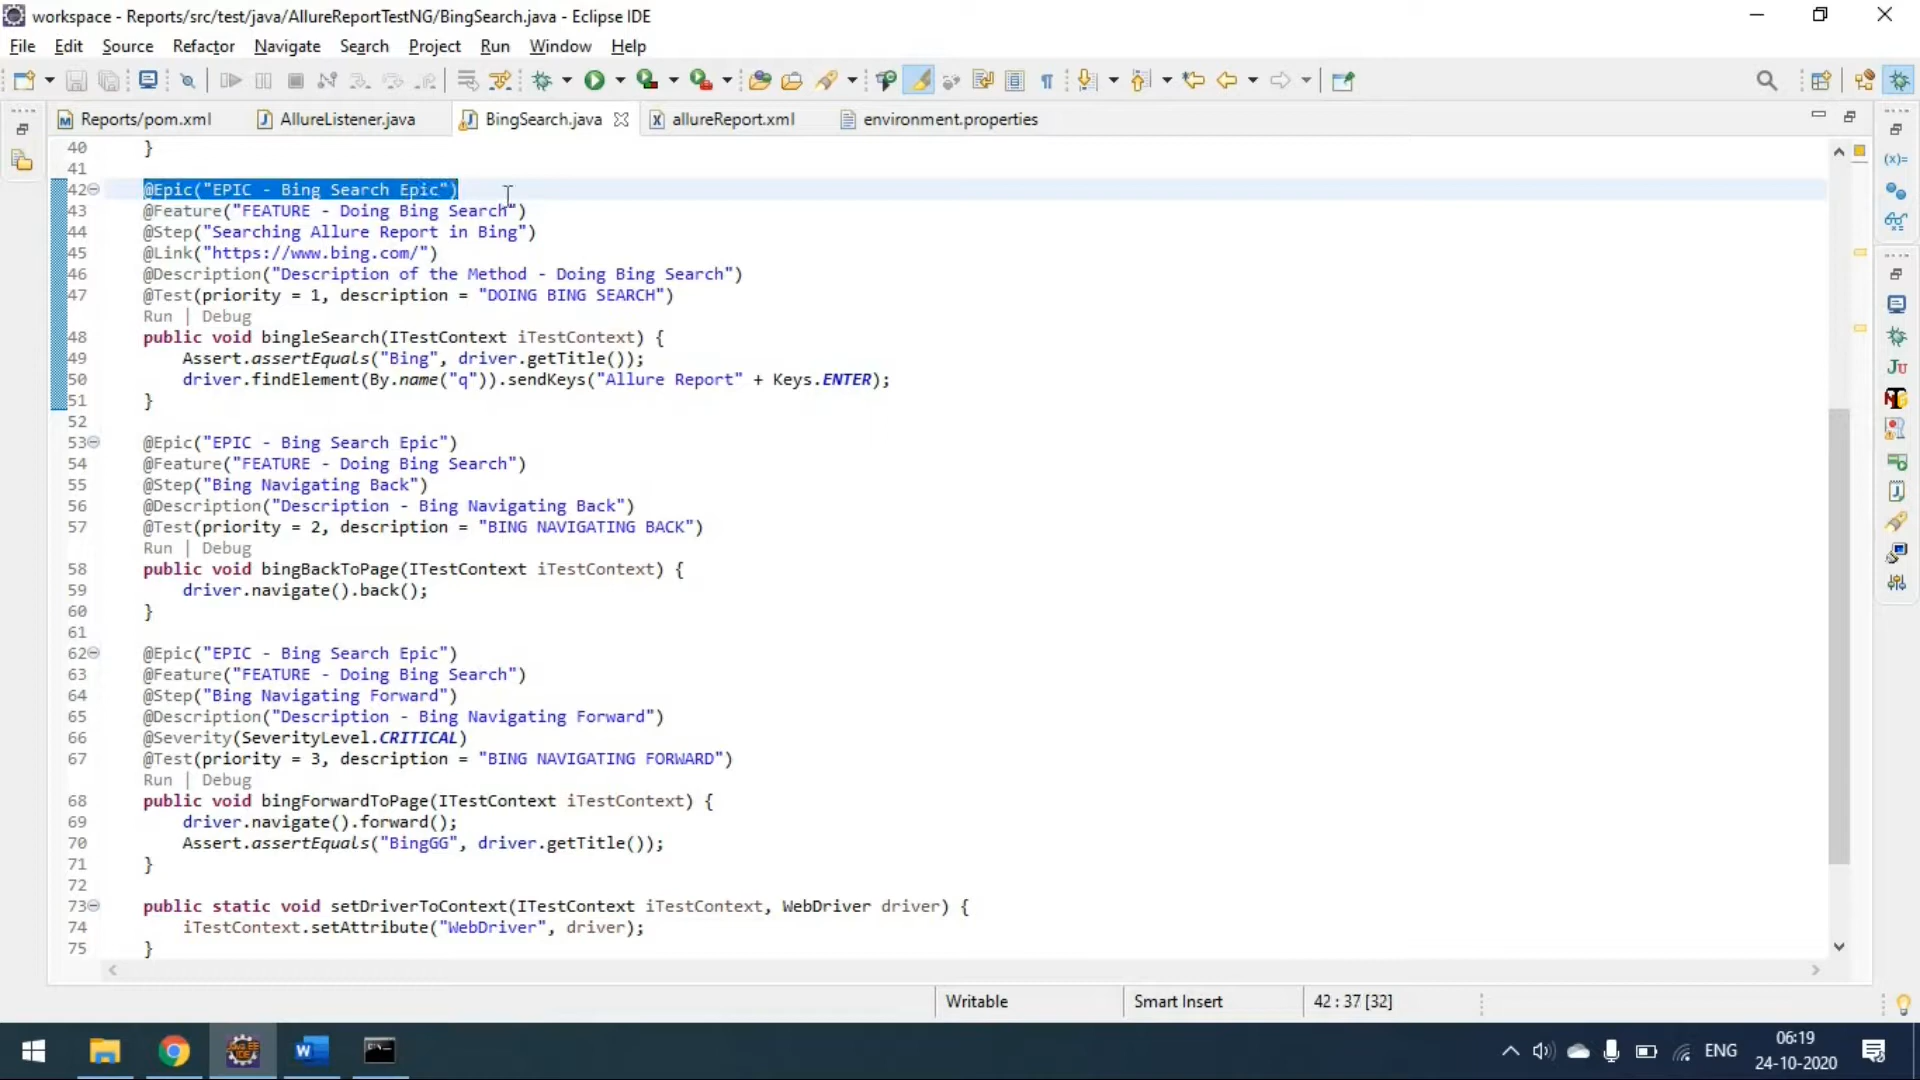 workspace - Reports/src/test/java/AllureReportTestNG/BingSearch.java - Eclipse IDE
File Edit Source Refactor Navigate Search Project Run Window Help
Reports/pom.xml AllureListener.java BingSearch.java allureReport.xml environment.properties
40 }
41
42 @Epic("EPIC - Bing Search Epic")
43 @Feature("FEATURE - Doing Bing Search")
44 @Step("Searching Allure Report in Bing")
45 @Link("https://www.bing.com/")
46 @Description("Description of the Method - Doing Bing Search")
47 @Test(priority = 1, description = "DOING BING SEARCH")
Run | Debug
48 public void bingleSearch(ITestContext iTestContext) {
49 Assert.assertEquals("Bing", driver.getTitle());
50 driver.findElement(By.name("q")).sendKeys("Allure Report" + Keys.ENTER);
51 }
52
53 @Epic("EPIC - Bing Search Epic")
54 @Feature("FEATURE - Doing Bing Search")
55 @Step("Bing Navigating Back")
56 @Description("Description - Bing Navigating Back")
57 @Test(priority = 2, description = "BING NAVIGATING BACK")
Run | Debug
58 public void bingBackToPage(ITestContext iTestContext) {
59 driver.navigate().back();
60 }
61
62 @Epic("EPIC - Bing Search Epic")
63 @Feature("FEATURE - Doing Bing Search")
64 @Step("Bing Navigating Forward")
65 @Description("Description - Bing Navigating Forward")
66 @Severity(SeverityLevel.CRITICAL)
67 @Test(priority = 3, description = "BING NAVIGATING FORWARD")
Run | Debug
68 public void bingForwardToPage(ITestContext iTestContext) {
69 driver.navigate().forward();
70 Assert.assertEquals("BingGG", driver.getTitle());
71 }
72
73 public static void setDriverToContext(ITestContext iTestContext, WebDriver driver) {
74 iTestContext.setAttribute("WebDriver", driver);
75 }
Writable Smart Insert 42 : 37 [32]
ENG 06:19
24-10-2020